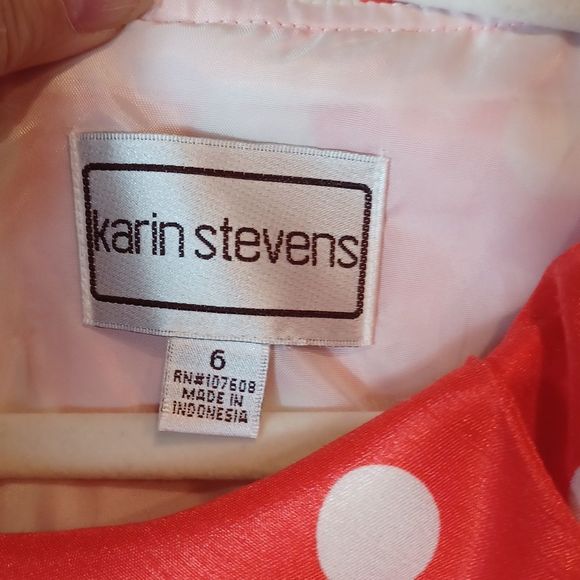 karin stevens
6
RN#107608
MADE IN
INDONESIA